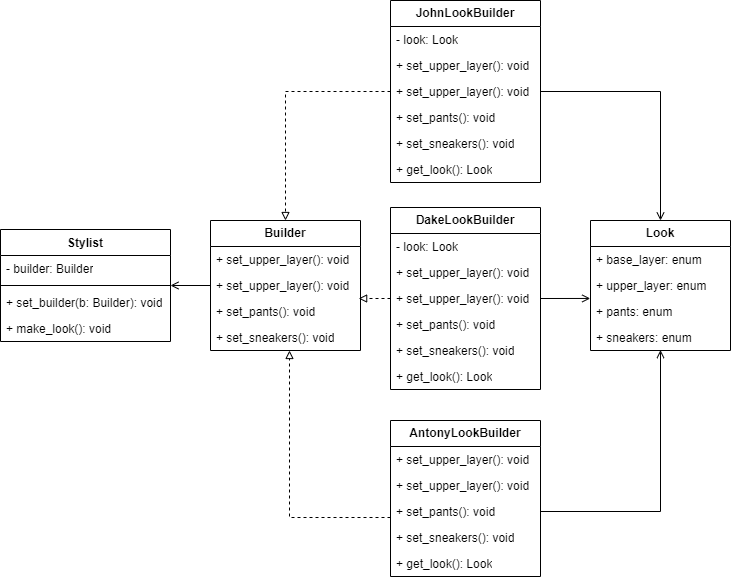 JohnLookBuilder
- look: Look
+ set_upper_layer(): void
+ set_upper_layer(): void
+ set_pants(): void
+ set_sneakers(): void
+ get_look(): Look
Stylist
- builder: Builder
+ set_builder(b: Builder): void
+ make_look(): void
Builder
+ set_upper_layer(): void
+ set_upper_layer(): void
+ set_pants(): void
+ set_sneakers(): void
DakeLookBuilder
- look: Look
+ set_upper_layer(): void
+ set_upper_layer(): void
+ set_pants(): void
+ set_sneakers(): void
+ get_look(): Look
Look
+ base_layer: enum
+ upper_layer: enum
+ pants: enum
+ sneakers: enum
AntonyLookBuilder
+ set_upper_layer(): void
+ set_upper_layer(): void
+ set_pants(): void
+ set_sneakers(): void
+ get_look(): Look